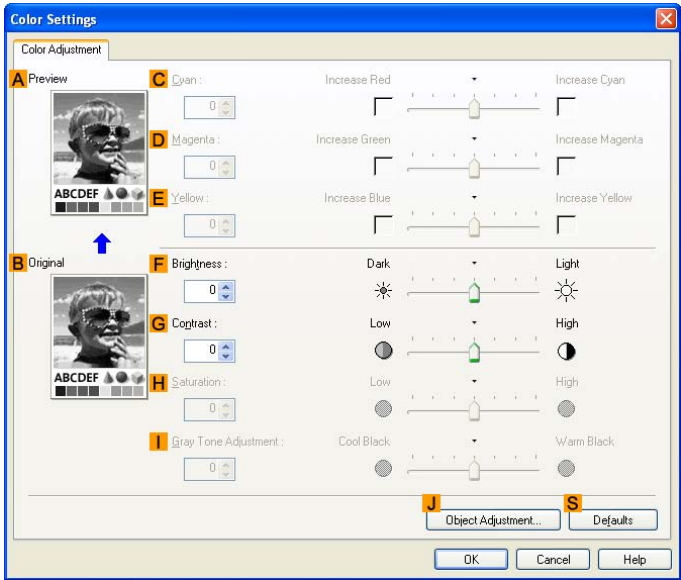 Color Settings
Color Adjustment
A Preview
C Cyan :
Increase Red
Increase Cyan
0
D Magenta :
Increase Green
Increase Magenta
0
ABCDEF
E Yellow :
Increase Blue
Increase Yellow
0
B Original
F Brightness :
Dark
Light
0
G Contrast :
Low
High
0
ABCDEF
H Saturation :
Low
High
0
I Gray Tone Adjustment :
Cool Black
Warm Black
0
J
S
Object Adjustment...
Defaults
OK
Cancel
Help